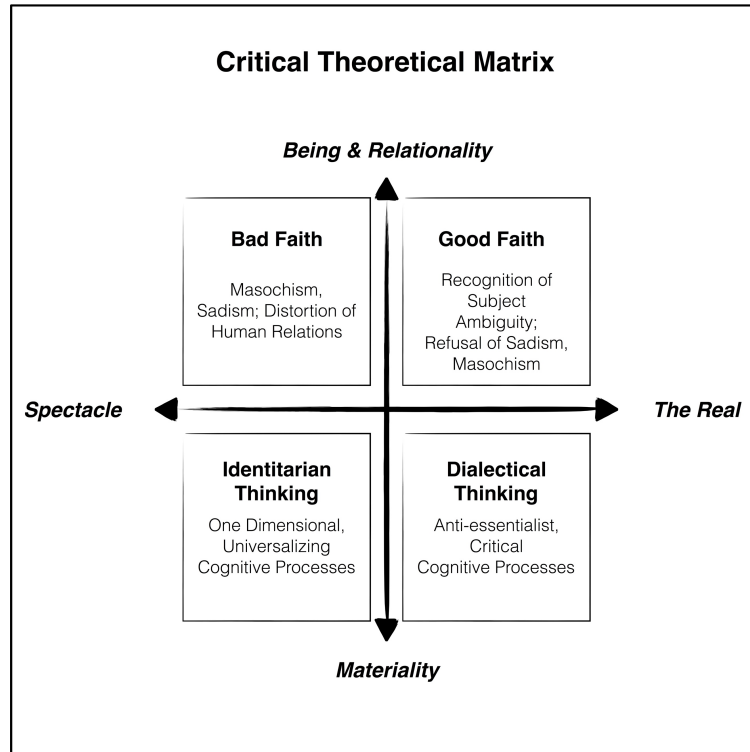 Critical Theoretical Matrix
Being & Relationality
Bad Faith
Masochism,
Sadism; Distortion of
Human Relations
Good Faith
Recognition of
Subject
Ambiguity;
Refusal of Sadism,
Masochism
Spectacle
The Real
Identitarian
Thinking
One Dimensional,
Universalizing
Cognitive Processes
Dialectical
Thinking
Anti-essentialist,
Critical
Cognitive Processes
Materiality